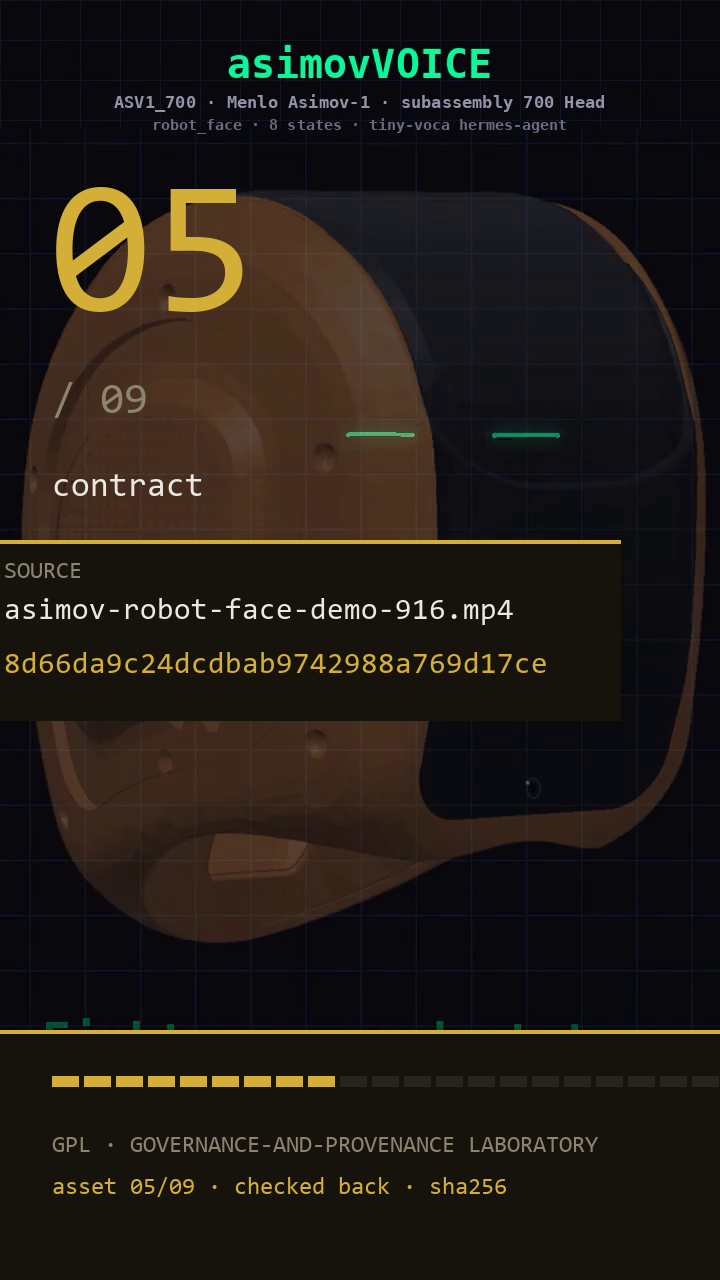 asimovVOICE
ASV1_700 · Menlo Asimov-1 · subassembly 700 Head
robot_face · 8 states · tiny-voca hermes-agent
05
/ 09
contract
SOURCE
asimov-robot-face-demo-916.mp4
8d66da9c24dcdbab9742988a769d17ce
GPL · GOVERNANCE-AND-PROVENANCE LABORATORY
asset 05/09 · checked back · sha256